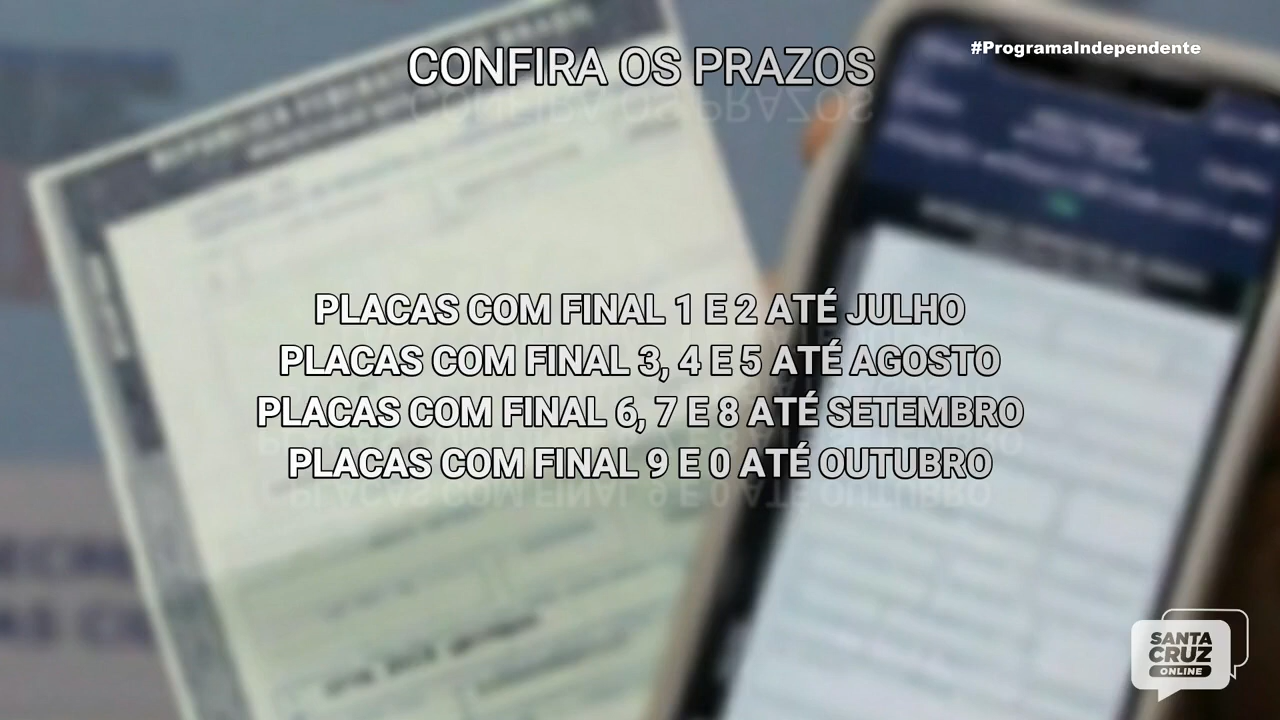 #ProgramaIndependente
CONFIRA OS PRAZOS
PLACAS COM FINAL 1 E 2 ATÉ JULHO
PLACAS COM FINAL 3, 4 E 5 ATÉ AGOSTO
PLACAS COM FINAL 6, 7 E 8 ATÉ SETEMBRO
PLACAS COM FINAL 9 E 0 ATÉ OUTUBRO
SANTA
CRUZ
ONLINE